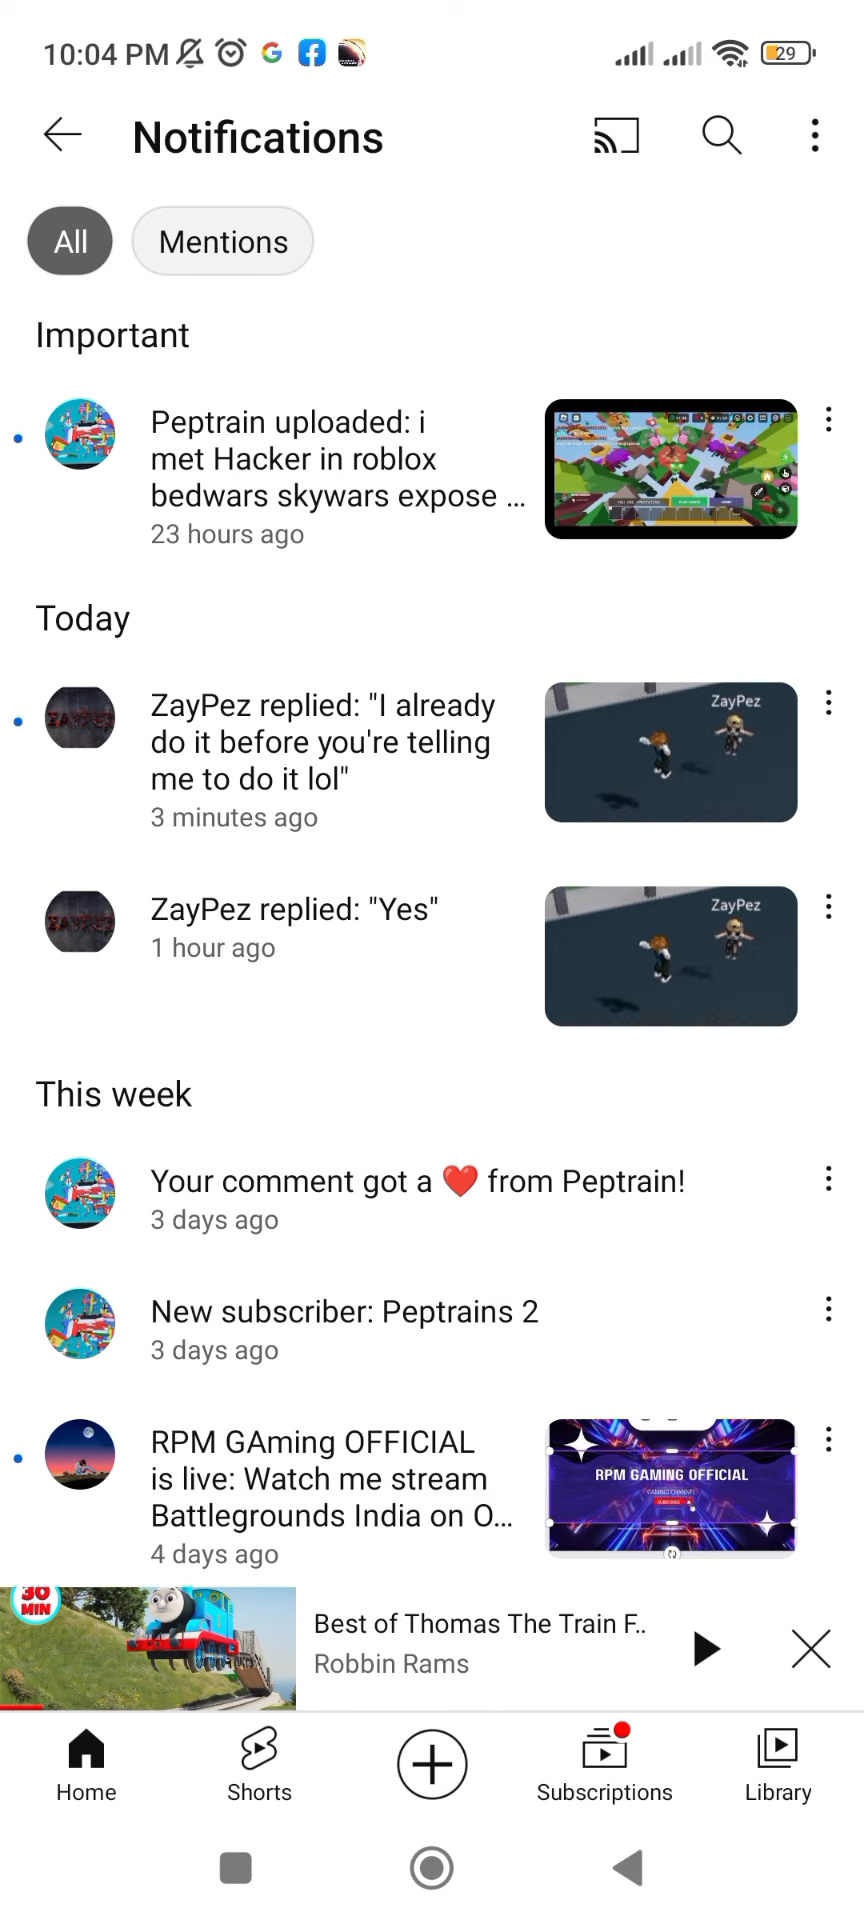 10:04 PM
29
Notifications
All
Mentions
Important
Peptrain uploaded: i
met Hacker in roblox
bedwars skywars expose ...
23 hours ago
Today
ZayPez replied: "I already
do it before you're telling
me to do it lol"
3 minutes ago
ZayPez
ZayPez replied: "Yes"
1 hour ago
ZayPez
This week
Your comment got a ❤️ from Peptrain!
3 days ago
New subscriber: Peptrains 2
3 days ago
RPM GAming OFFICIAL
is live: Watch me stream
Battlegrounds India on O...
4 days ago
RPM GAMING OFFICIAL
GAMING CHANNEL
SUBSCRIBE
30
MIN
Best of Thomas The Train F..
Robbin Rams
Home
Shorts
Subscriptions
Library